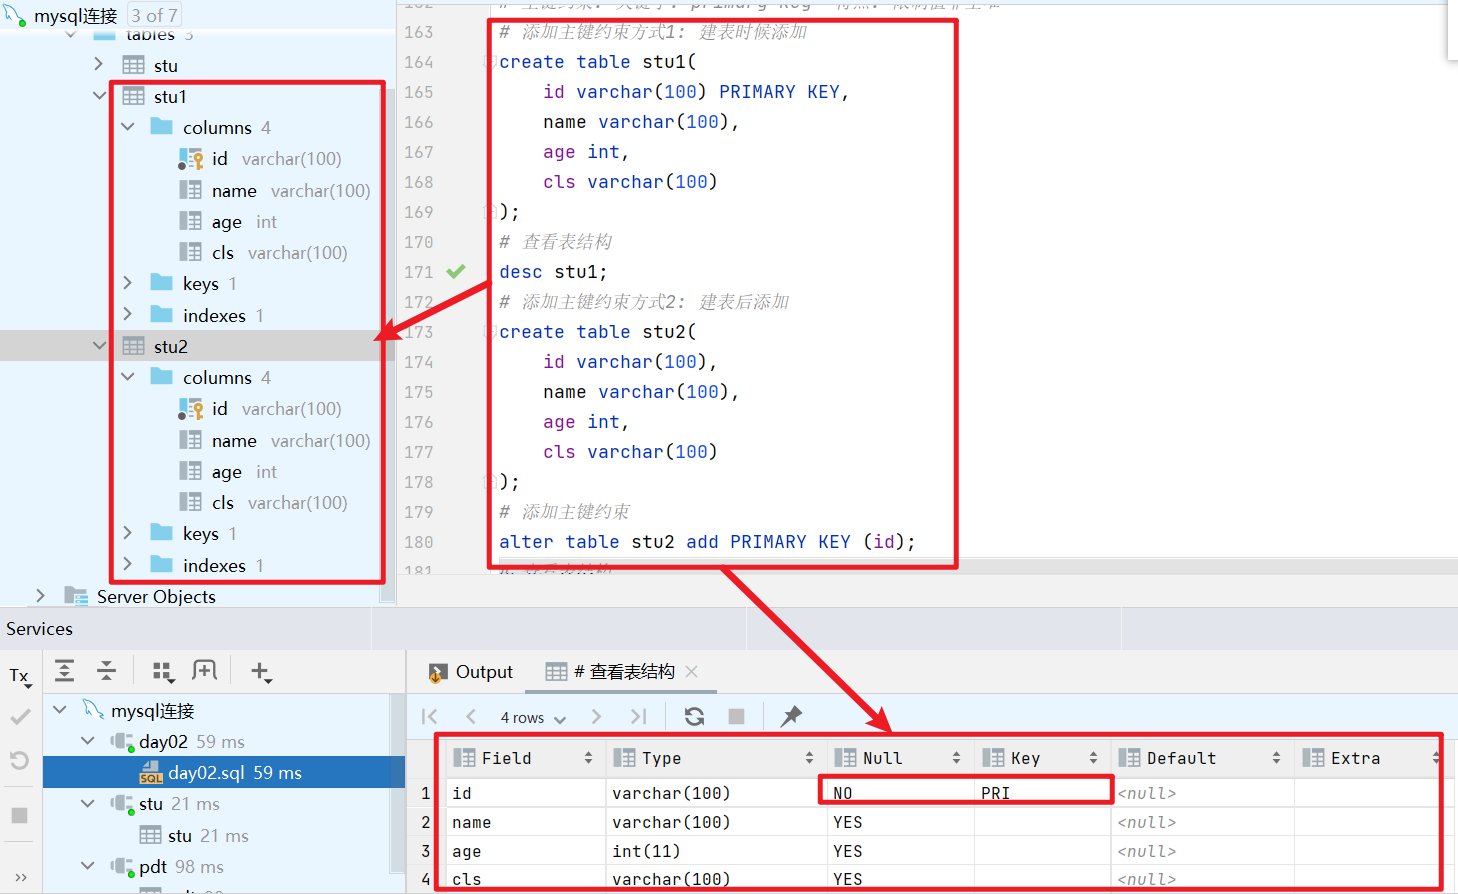 mysql连接 3 of 7
tables 3
stu
stu1
columns 4
id varchar(100)
name varchar(100)
age int
cls varchar(100)
keys 1
indexes 1
stu2
columns 4
id varchar(100)
name varchar(100)
age int
cls varchar(100)
keys 1
indexes 1
Server Objects
163 # 添加主键约束方式1: 建表时候添加
164 create table stu1(
165 id varchar(100) PRIMARY KEY,
166 name varchar(100),
167 age int,
168 cls varchar(100)
169 );
170 # 查看表结构
171 desc stu1;
172 # 添加主键约束方式2: 建表后添加
173 create table stu2(
174 id varchar(100),
175 name varchar(100),
176 age int,
177 cls varchar(100)
178 );
179 # 添加主键约束
180 alter table stu2 add PRIMARY KEY (id);
181 # 查看表结构
Services
Tx
mysql连接
day02 59 ms
SQL day02.sql 59 ms
stu 21 ms
stu 21 ms
pdt 98 ms
Output # 查看表结构
4 rows
Field Type Null Key Default Extra
1 id varchar(100) NO PRI <null>
2 name varchar(100) YES <null>
3 age int(11) YES <null>
4 cls varchar(100) YES <null>